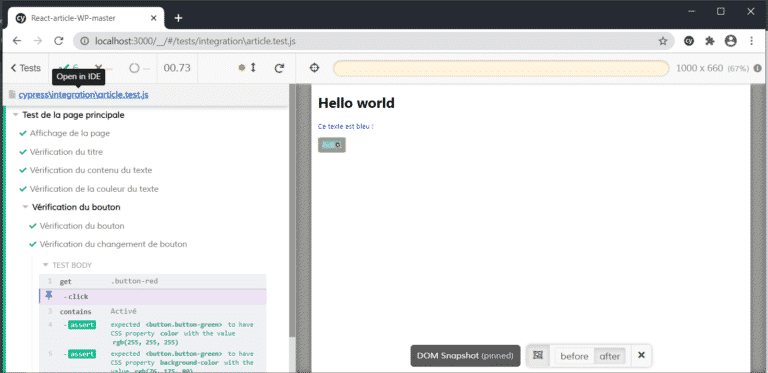 React-article-WP-master
localhost:3000/__/#/tests/integration\article.test.js
Tests
6
--
--
00.73
1000 x 660 (67%)
Open in IDE
cypress\integration\article.test.js
Test de la page principale
Affichage de la page
Vérification du titre
Vérification du contenu du texte
Vérification de la couleur du texte
Vérification du bouton
Vérification du bouton
Vérification du changement de bouton
TEST BODY
1 get .button-red
-click
3 contains Activé
4 -assert expected <button.button-green> to have
CSS property color with the value
rgb(255, 255, 255)
expected <button.button-green> to have
-assert
CSS property background-color with the
value rgb(76, 175, 80)
Hello world
Ce texte est bleu !
DOM Snapshot (pinned)
before
after